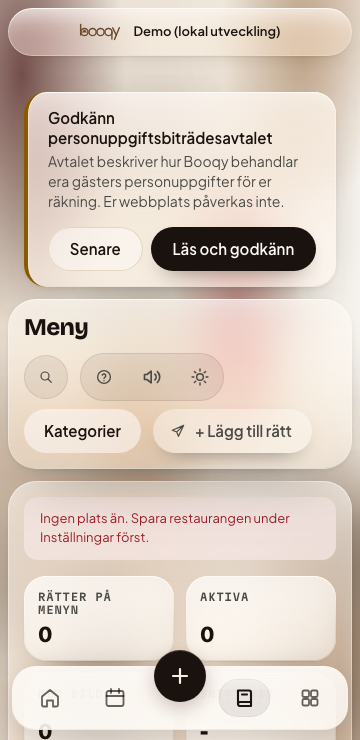 booqy Demo (lokal utveckling)
Godkänn
personuppgiftsbiträdesavtalet
Avtalet beskriver hur Booqy behandlar
era gästers personuppgifter för er
räkning. Er webbplats påverkas inte.
Senare Läs och godkänn
Meny
Kategorier + Lägg till rätt
Ingen plats än. Spara restaurangen under
Inställningar först.
RÄTTER PÅ
MENYN
0
AKTIVA
0
0 -